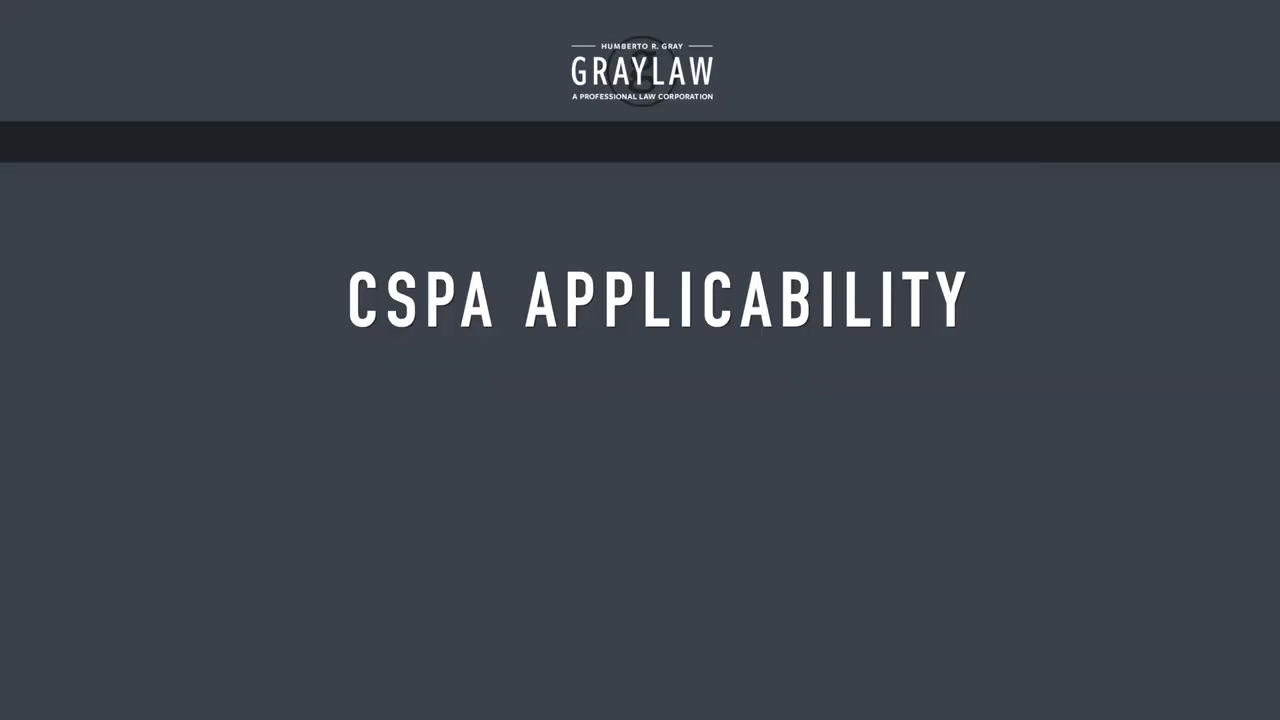 HUMBERTO R. GRAY
GRAYLAW
A PROFESSIONAL LAW CORPORATION
CSPA APPLICABILITY